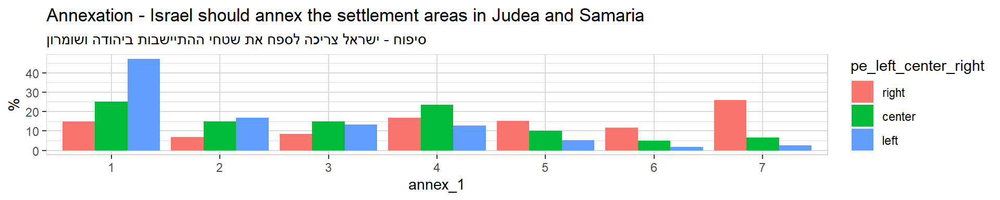 Annexation - Israel should annex the settlement areas in Judea and Samaria
סיפוח - ישראל צריכה לספח את שטחי ההתיישבות ביהודה ושומרון
%
40
30
20
10
0
1 2 3 4 5 6 7
annex_1
pe_left_center_right
right
center
left